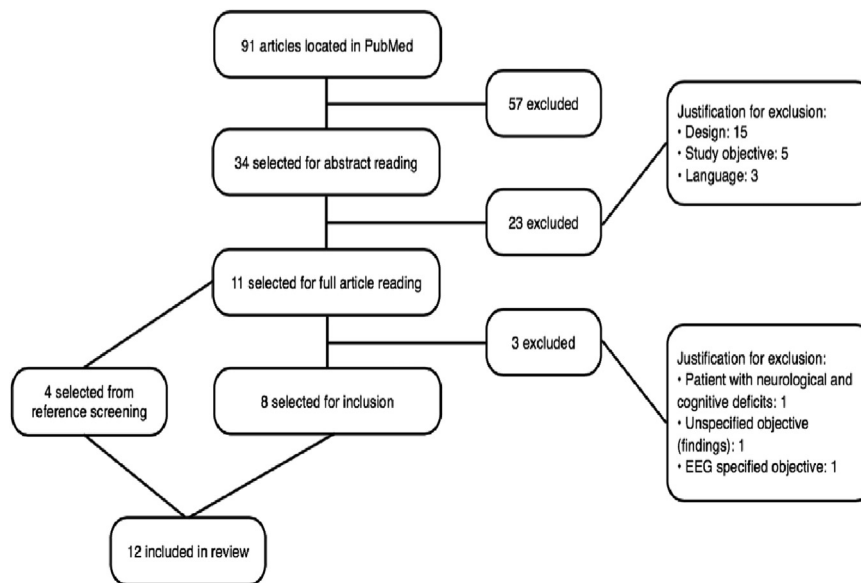 91 articles located in PubMed
57 excluded
Justification for exclusion:
• Design: 15
• Study objective: 5
• Language: 3
34 selected for abstract reading
23 excluded
11 selected for full article reading
3 excluded
Justification for exclusion:
• Patient with neurological and
cognitive deficits: 1
• Unspecified objective
(findings): 1
• EEG specified objective: 1
4 selected from
reference screening
8 selected for inclusion
12 included in review